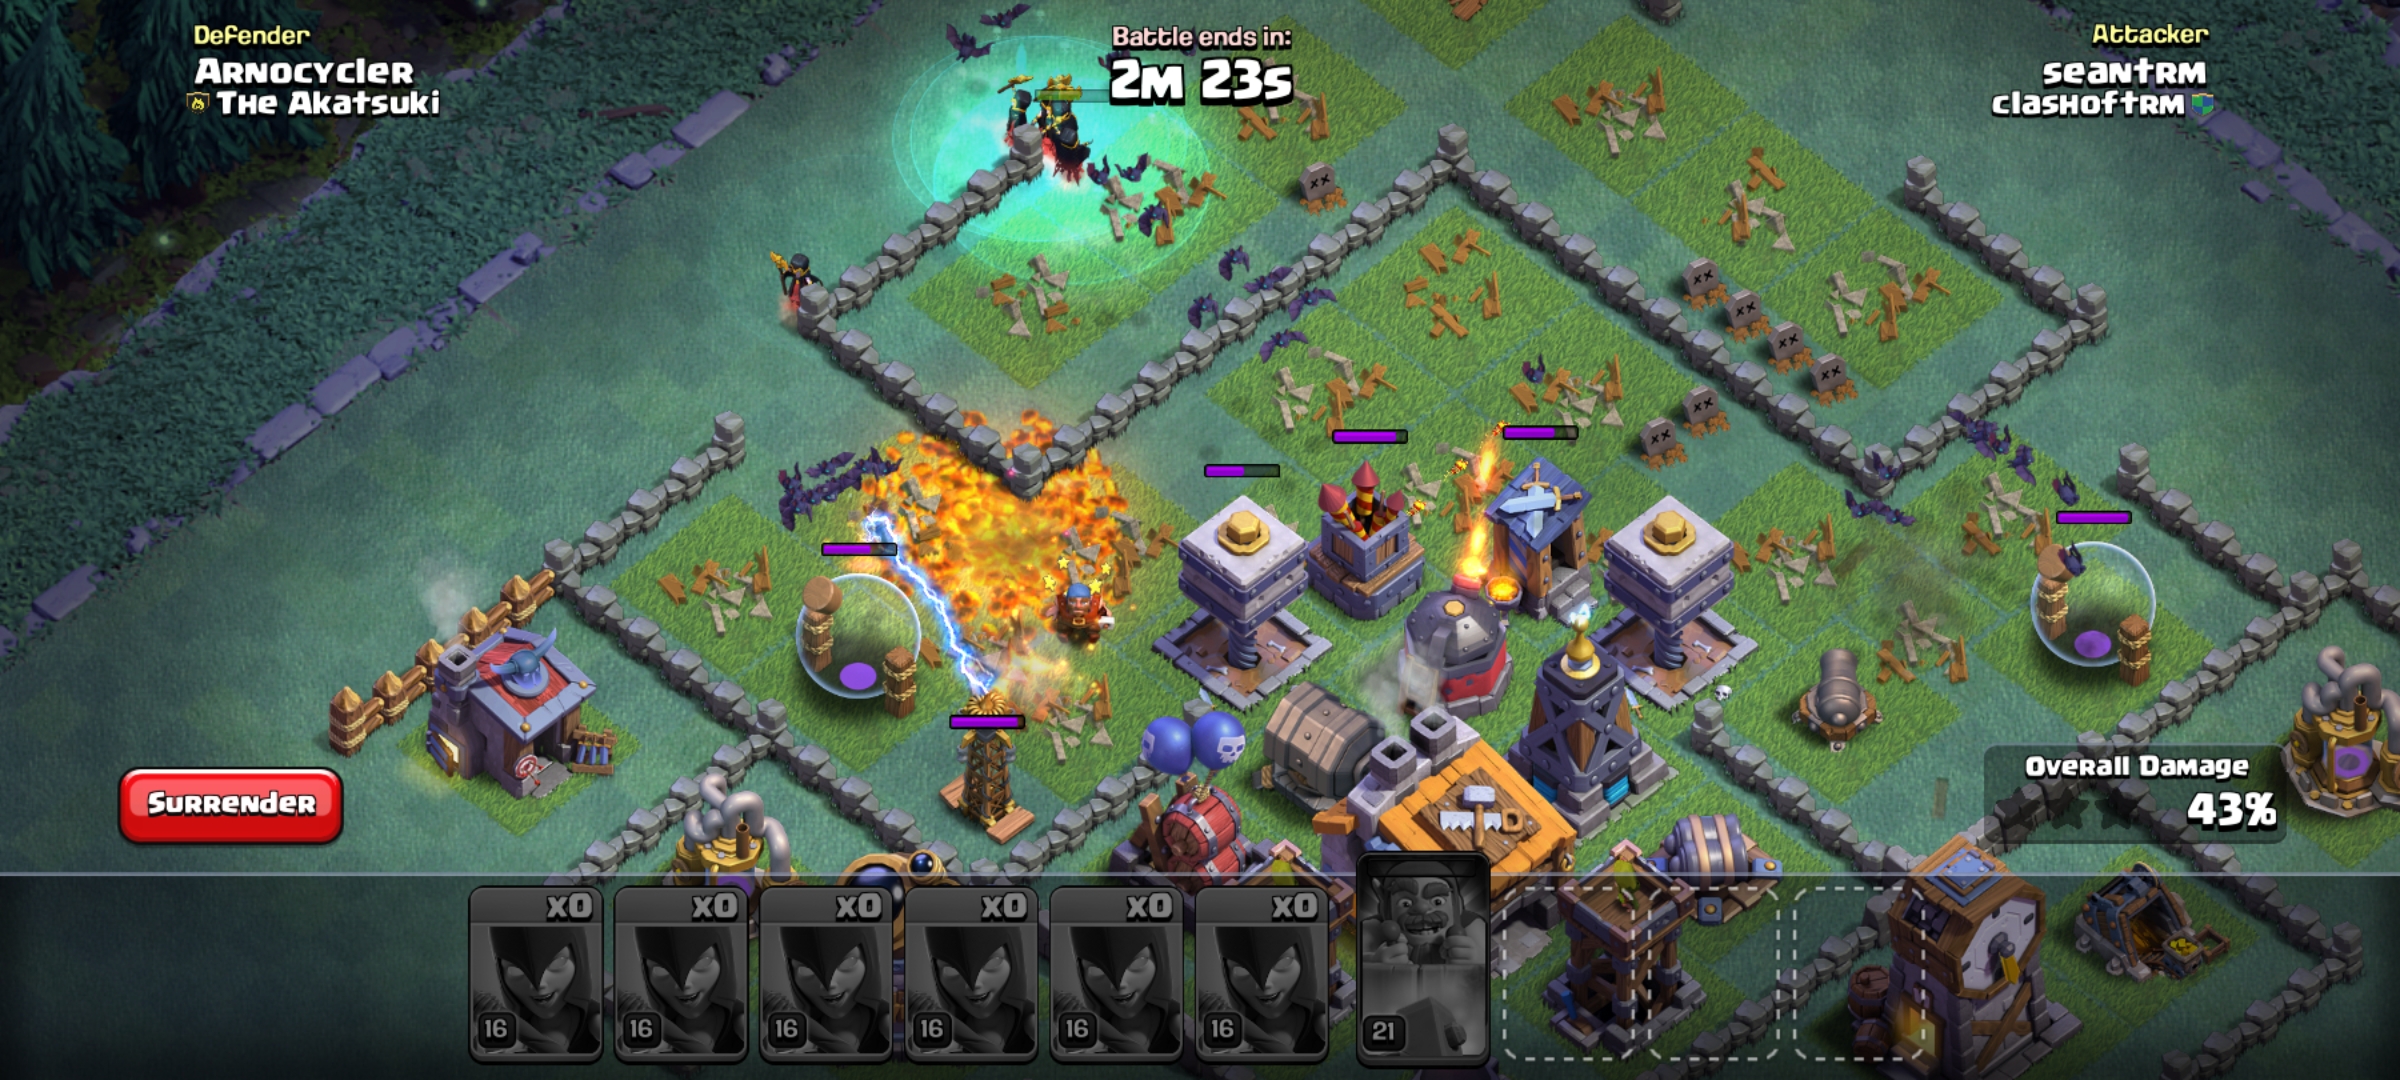 Defender
Arnocycler
The Akatsuki
Battle ends in:
2m 23s
Attacker
seantrm
clashoftrm
Surrender
Overall Damage
43%
x0
x0
x0
x0
x0
x0
16
16
16
16
16
16
21